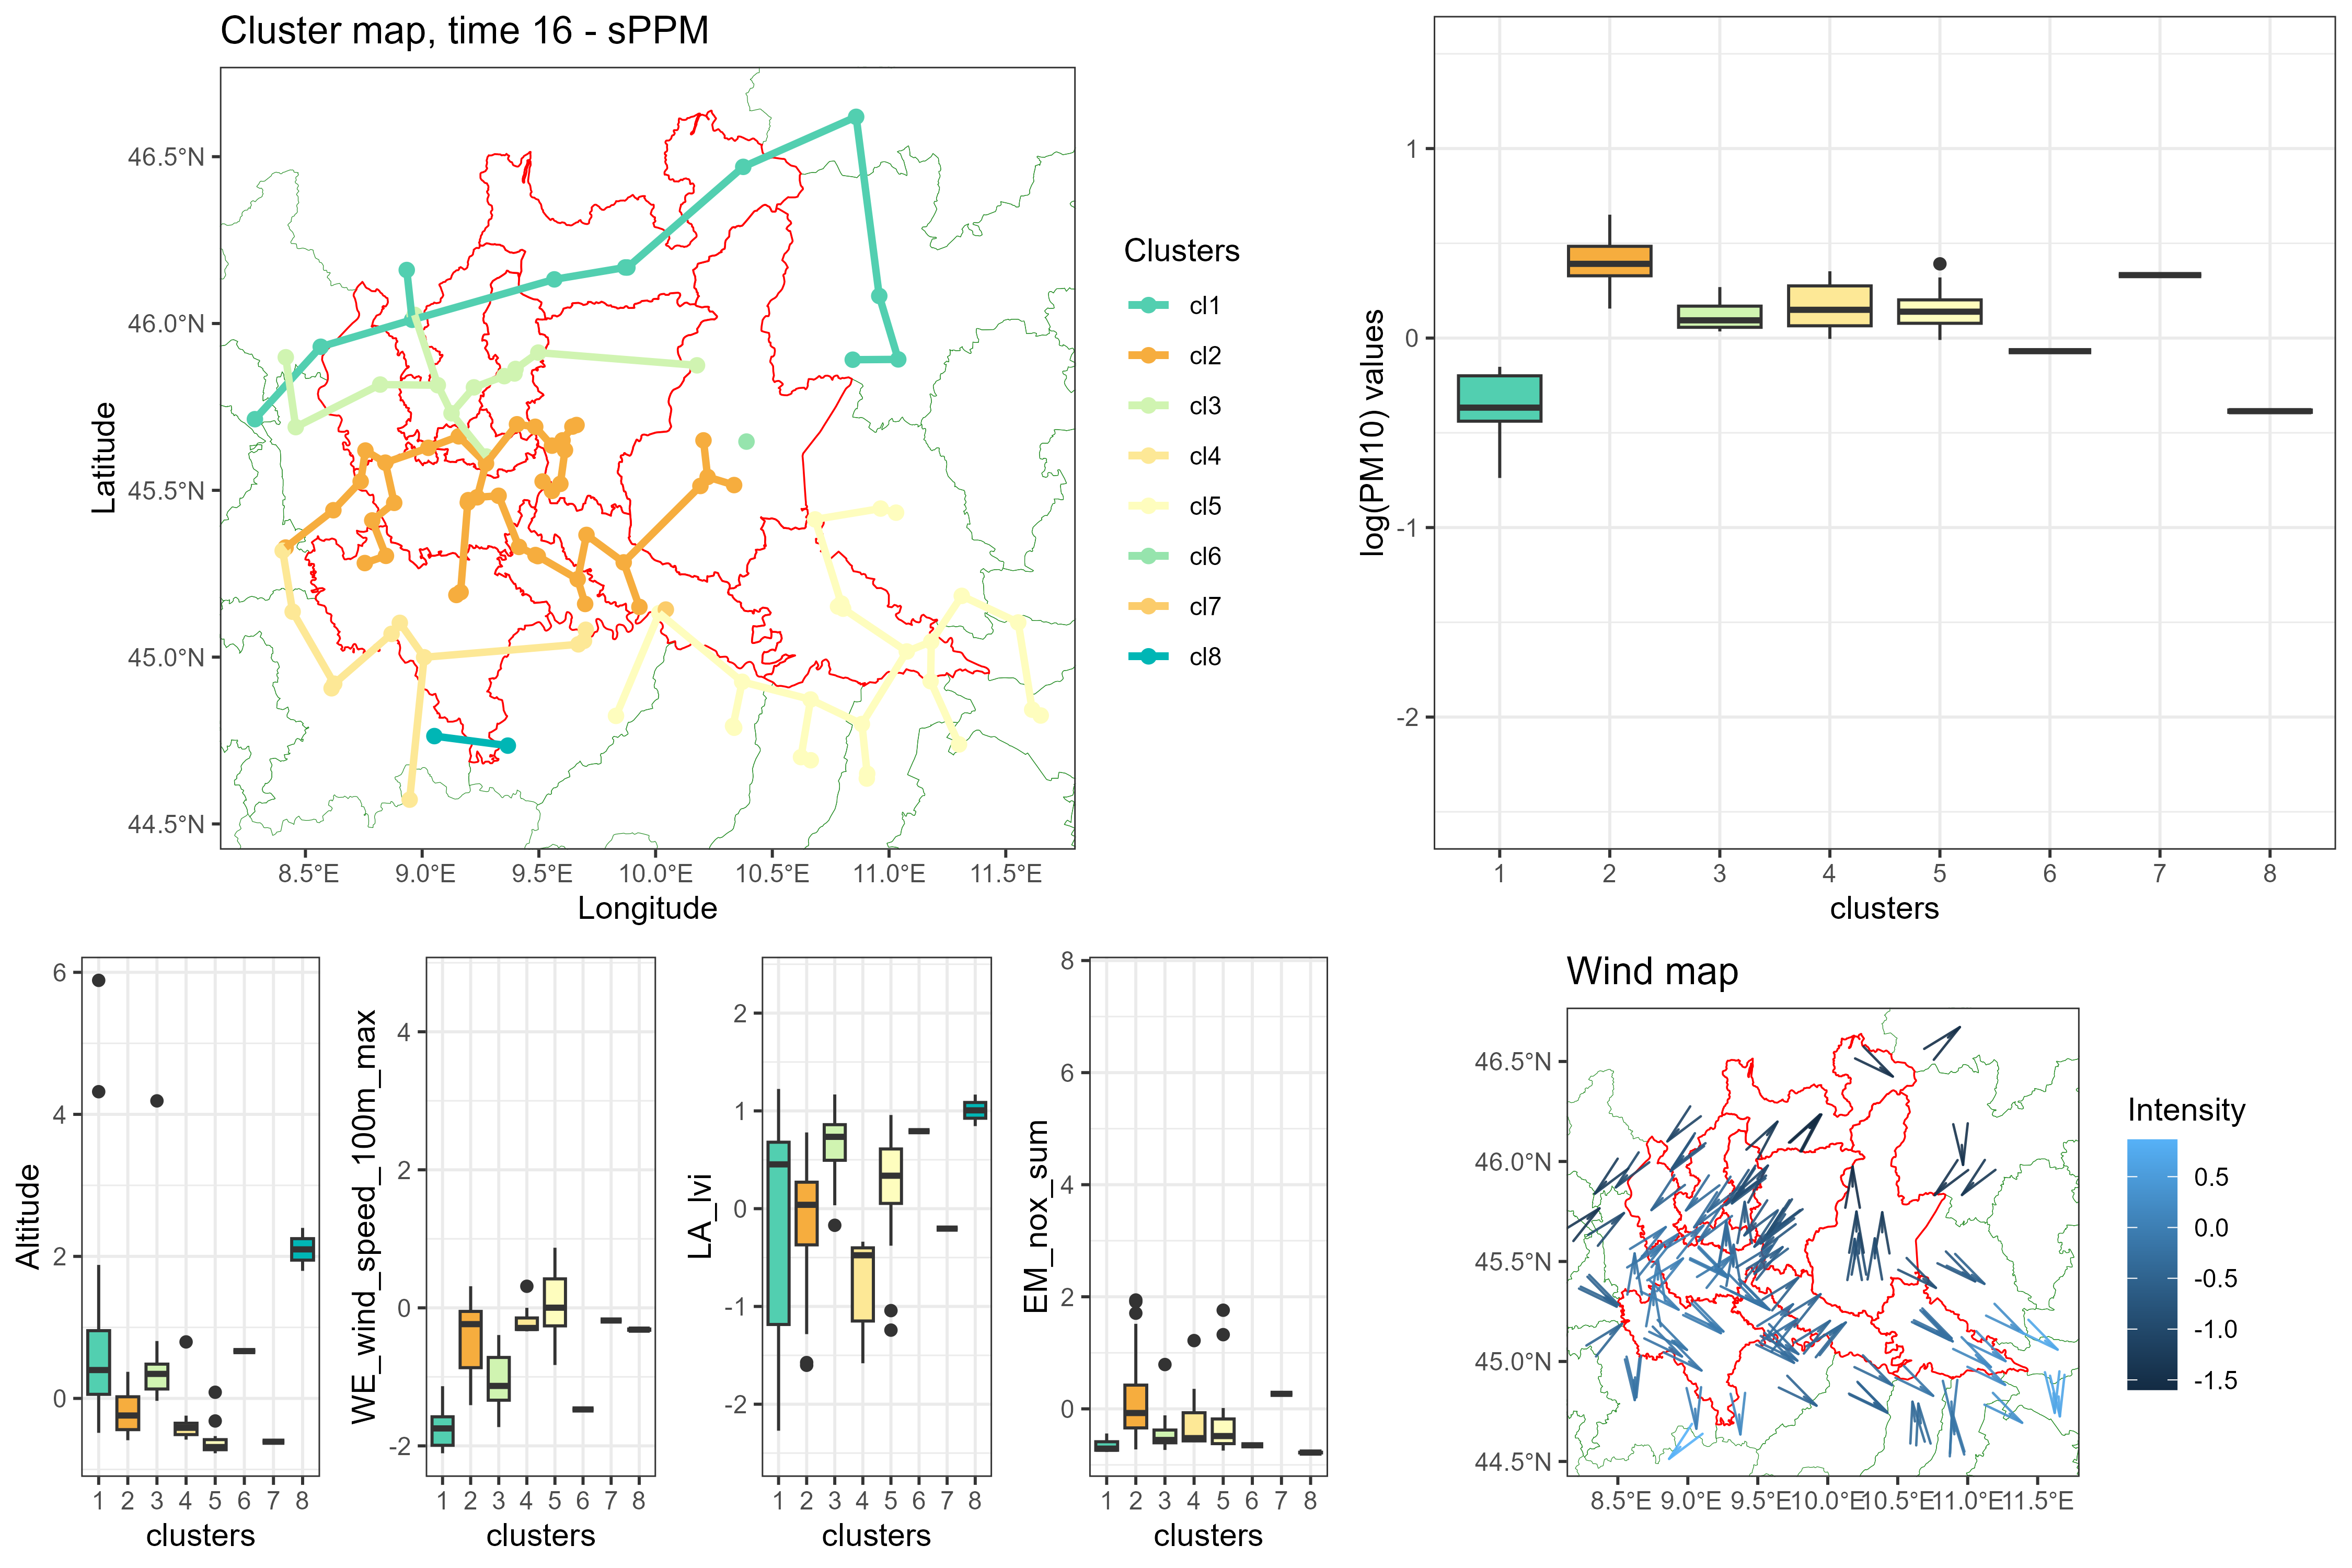 Cluster map, time 16 - sPPM
Latitude
46.5°N
46.0°N
45.5°N
45.0°N
44.5°N
8.5°E 9.0°E 9.5°E 10.0°E 10.5°E 11.0°E 11.5°E
Longitude
Clusters
cl1
cl2
cl3
cl4
cl5
cl6
cl7
cl8
log(PM10) values
1
0
-1
-2
1 2 3 4 5 6 7 8
clusters
Altitude
6
4
2
0
1 2 3 4 5 6 7 8
clusters
WE_wind_speed_100m_max
4
2
0
-2
1 2 3 4 5 6 7 8
clusters
LA_lvi
2
1
0
-1
-2
1 2 3 4 5 6 7 8
clusters
EM_nox_sum
8
6
4
2
0
1 2 3 4 5 6 7 8
clusters
Wind map
46.5°N
46.0°N
45.5°N
45.0°N
44.5°N
8.5°E 9.0°E 9.5°E 10.0°E 10.5°E 11.0°E 11.5°E
Intensity
0.5
0.0
-0.5
-1.0
-1.5